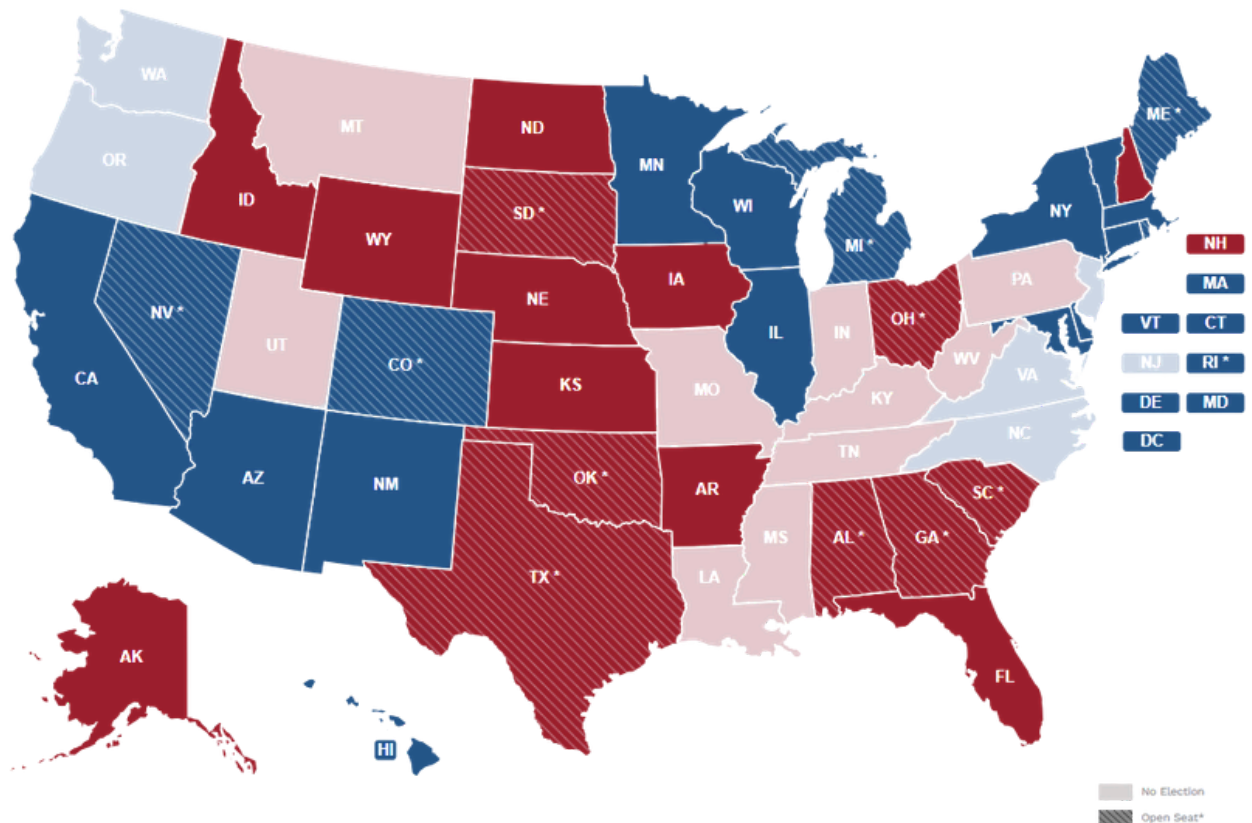 WA
MT
ND
ME *
OR
MN
ID
SD *
WI
NY
WY
MI *
NH
IA
PA
MA
NE
NV *
OH *
VT CT
UT
IL
IN
CO *
WV
NJ RI *
CA
VA
KS
MO
KY
DE MD
NC
DC
TN
AZ
NM
OK *
AR
SC *
MS
AL *
GA *
TX *
LA
AK
FL
HI
No Election
Open Seat*